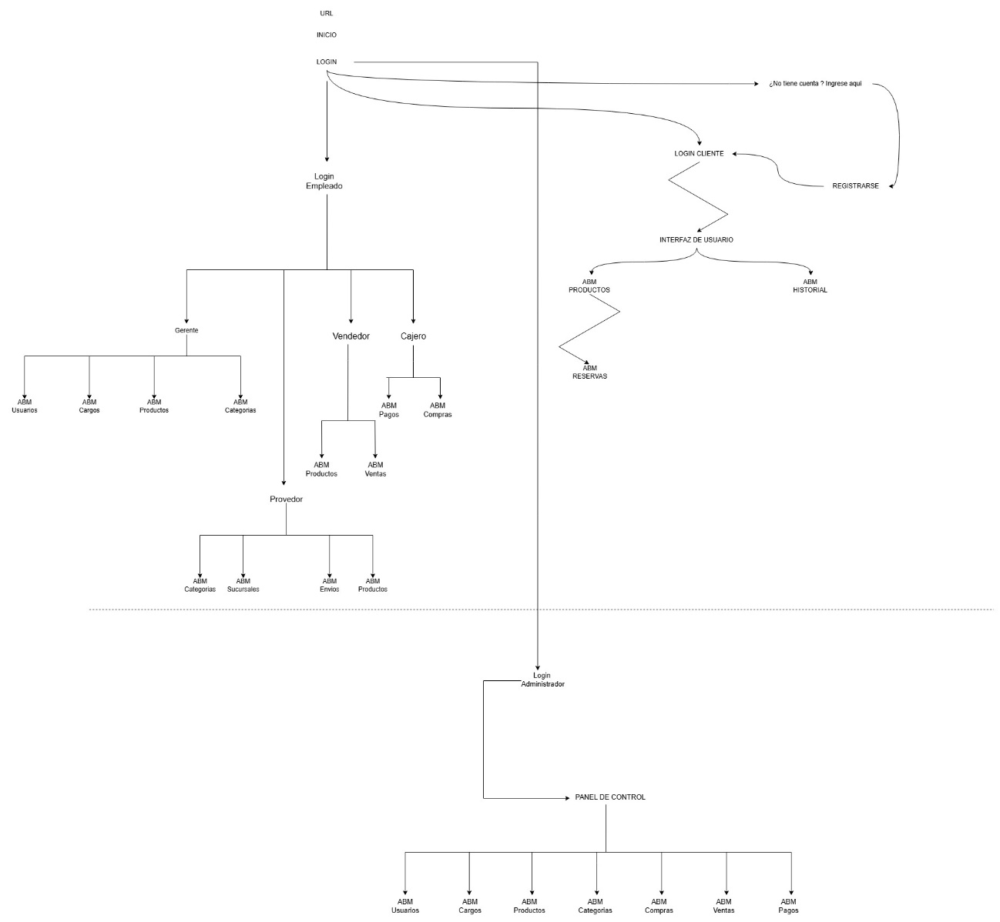 URL
INICIO
LOGIN
¿No tiene cuenta ? Ingrese aqui
LOGIN CLIENTE
Login
Empleado
REGISTRARSE
INTERFAZ DE USUARIO
ABM
PRODUCTOS
ABM
HISTORIAL
Gerente
Vendedor
Cajero
ABM
RESERVAS
ABM
Usuarios
ABM
Cargos
ABM
Productos
ABM
Categorias
ABM
Pagos
ABM
Compras
ABM
Productos
ABM
Ventas
Provedor
ABM
Categorias
ABM
Sucursales
ABM
Envios
ABM
Productos
Login
Administrador
PANEL DE CONTROL
ABM
Usuarios
ABM
Cargos
ABM
Productos
ABM
Categorias
ABM
Compras
ABM
Ventas
ABM
Pagos